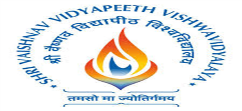 SHRI VAISHNAV VIDYAPEETH VISHWAVIDYALAYA
श्री वैष्णव विद्यापीठ विश्वविद्यालय
तमसो मा ज्योतिर्गमय